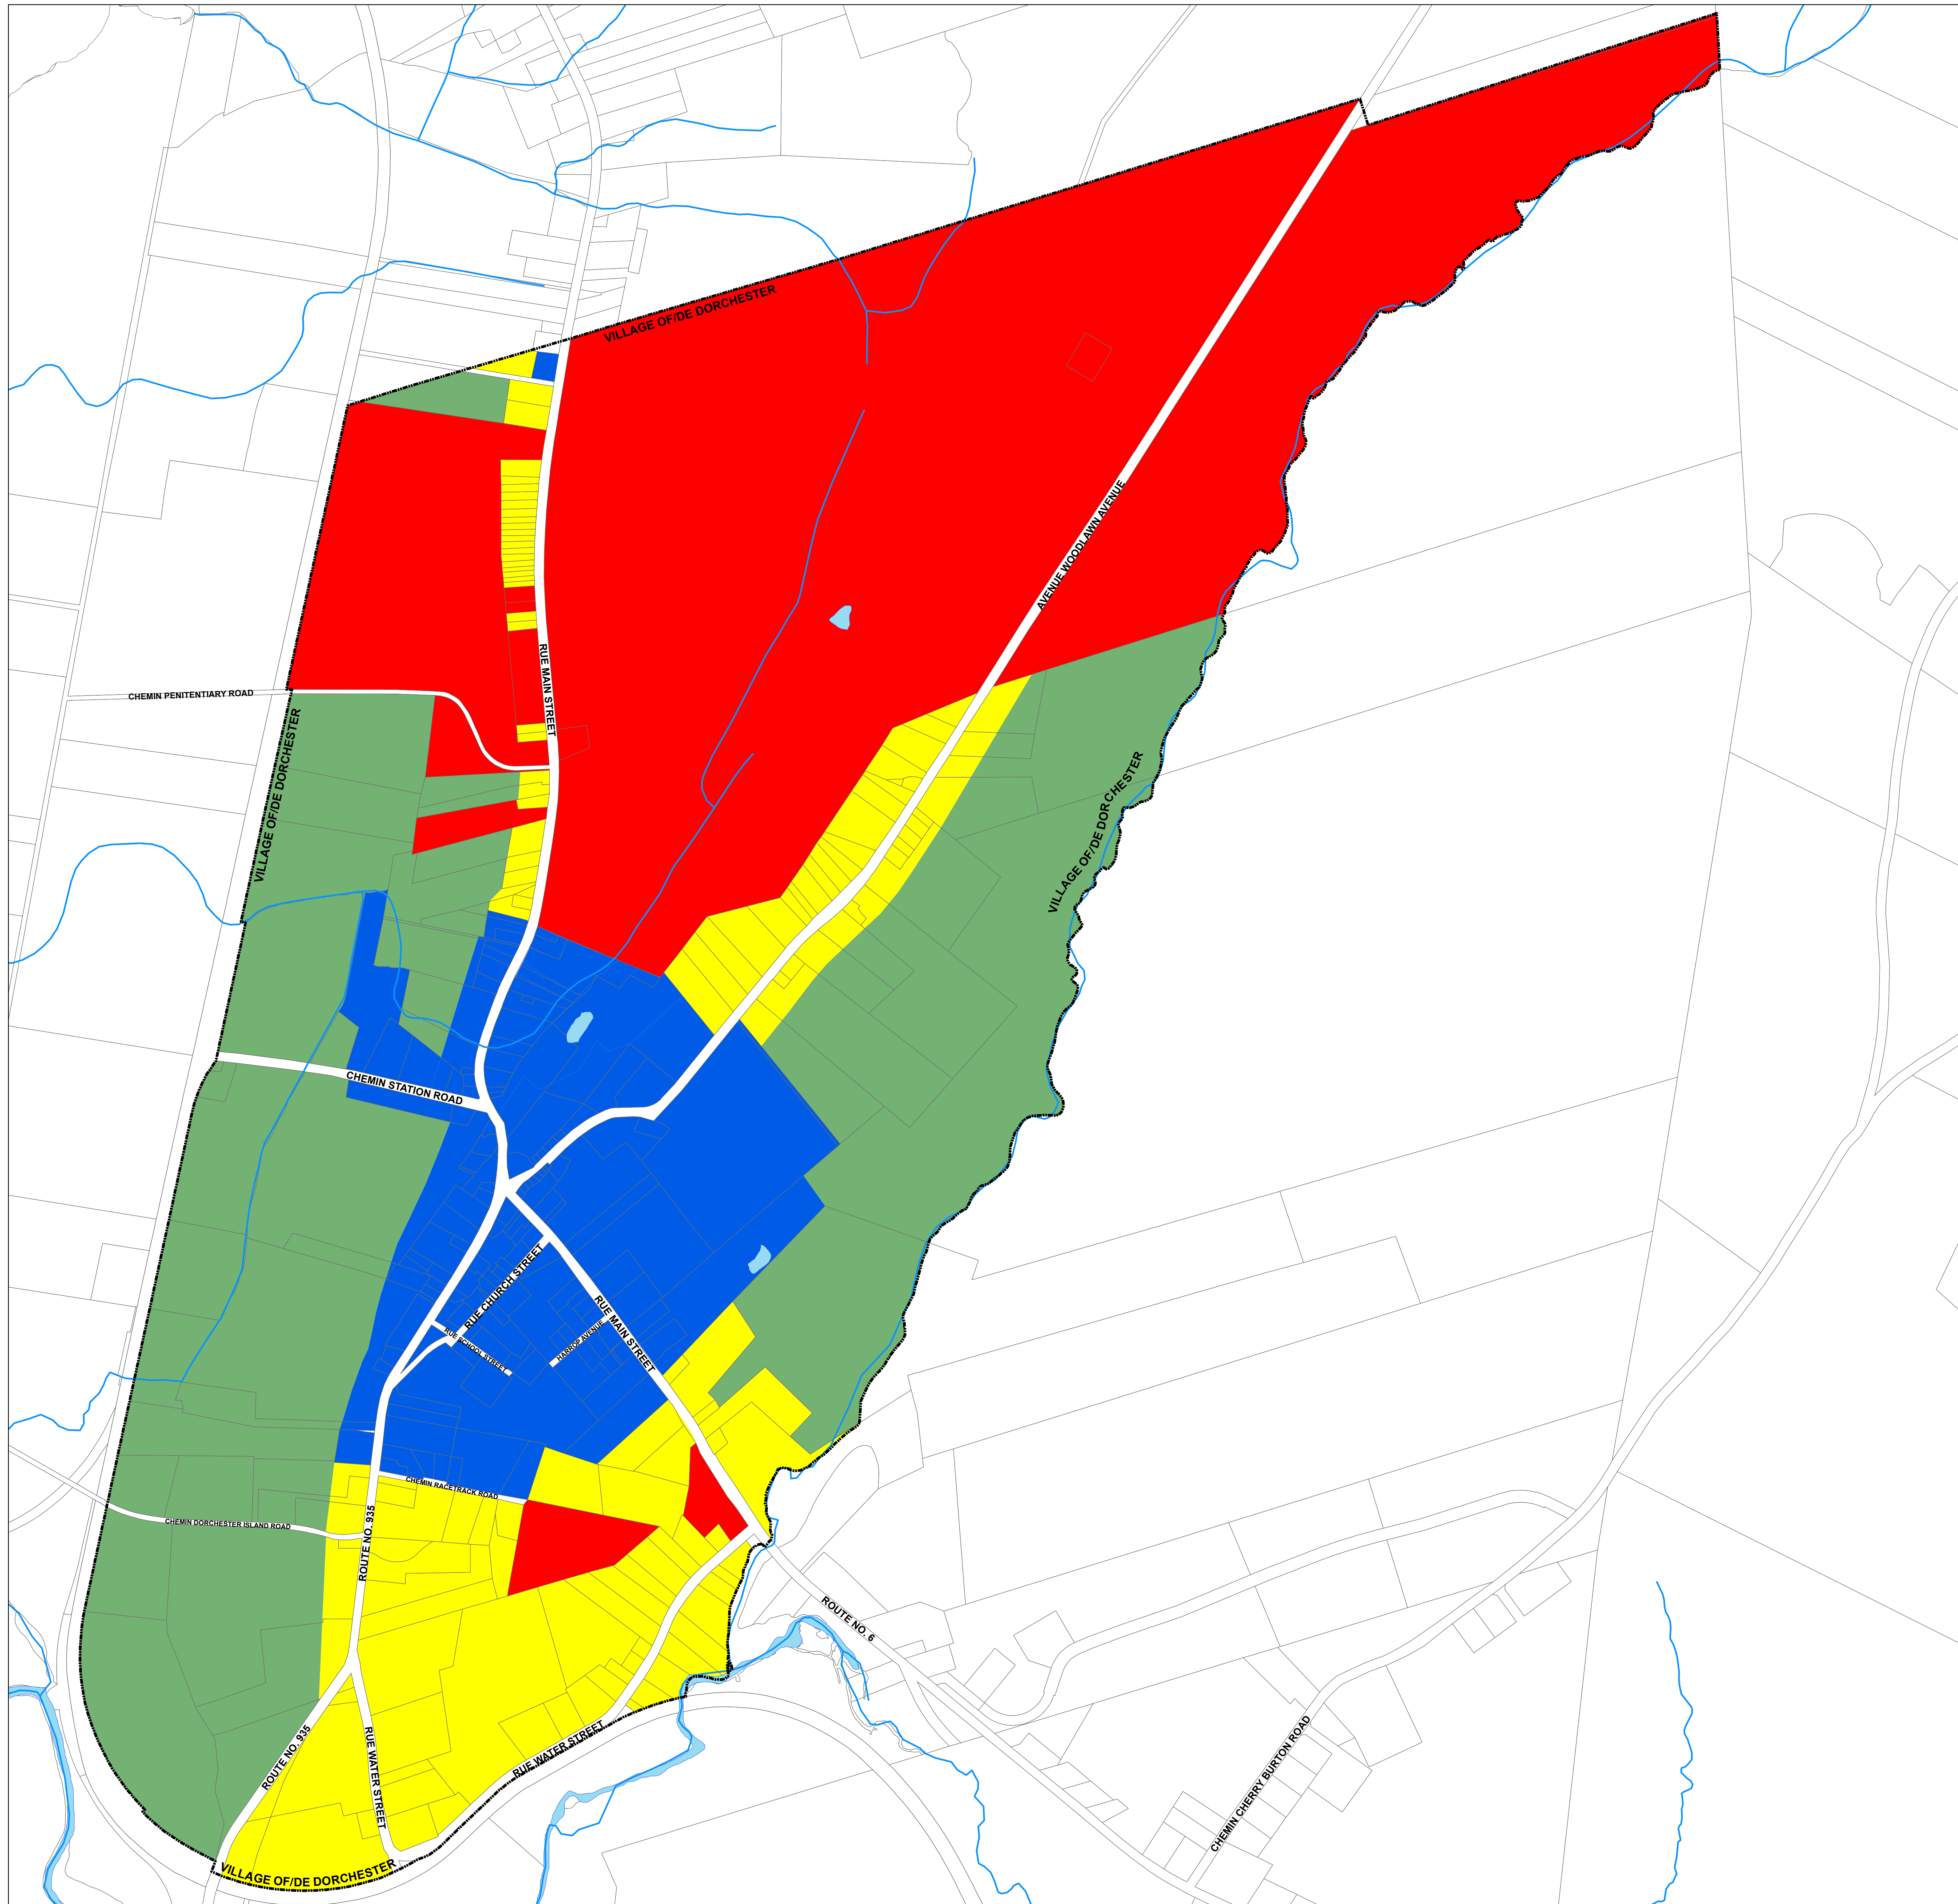 VILLAGE OF/DE DORCHESTER
AVENUE WOODLAWN AVENUE
RUE MAIN STREET
CHEMIN PENITENTIARY ROAD
VILLAGE OF/DE DORCHESTER
VILLAGE OF/DE DORCHESTER
CHEMIN STATION ROAD
RUE CHURCH STREET
RUE MAIN STREET
RUE SCHOOL STREET
HARROP AVENUE
CHEMIN RACETRACK ROAD
CHEMIN DORCHESTER ISLAND ROAD
ROUTE NO. 935
ROUTE NO. 6
ROUTE NO. 935
RUE WATER STREET
RUE WATER STREET
CHEMIN CHERRY BURTON ROAD
VILLAGE OF/DE DORCHESTER